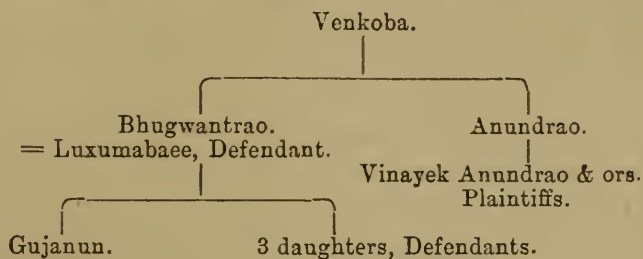 Venkoba.
Bhugwantrao. Anundrao.
= Luxumabaee, Defendant.
Vinayek Anundrao & ors.
Plaintiffs.
Gujanun. 3 daughters, Defendants.